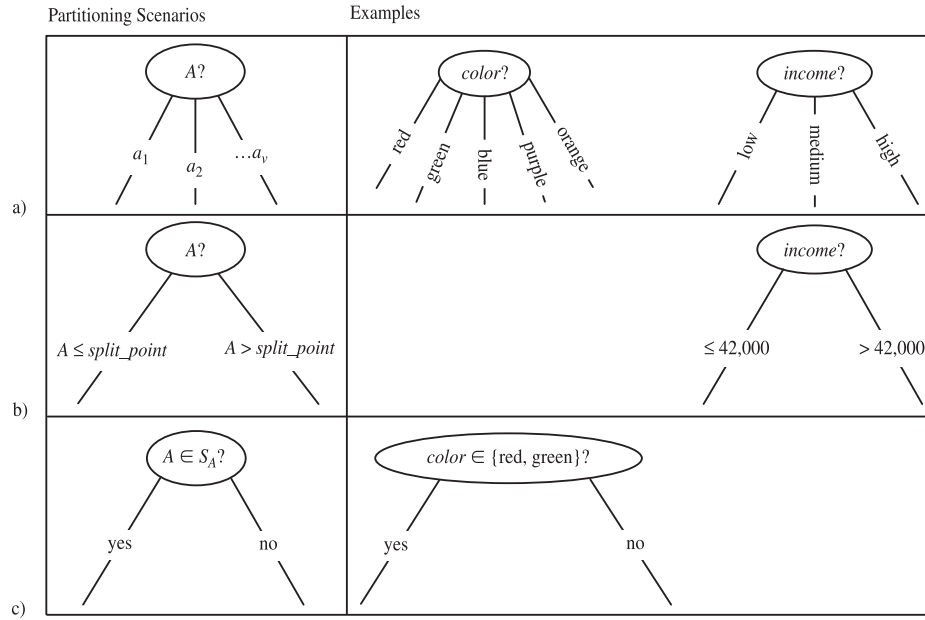 Partitioning Scenarios
Examples
A?
a1
a2
…av
color?
red
green
blue
purple
orange
income?
low
medium
high
a)
A?
A ≤ split_point
A > split_point
income?
≤ 42,000
> 42,000
b)
A ∈ SA?
yes
no
color ∈ {red, green}?
yes
no
c)